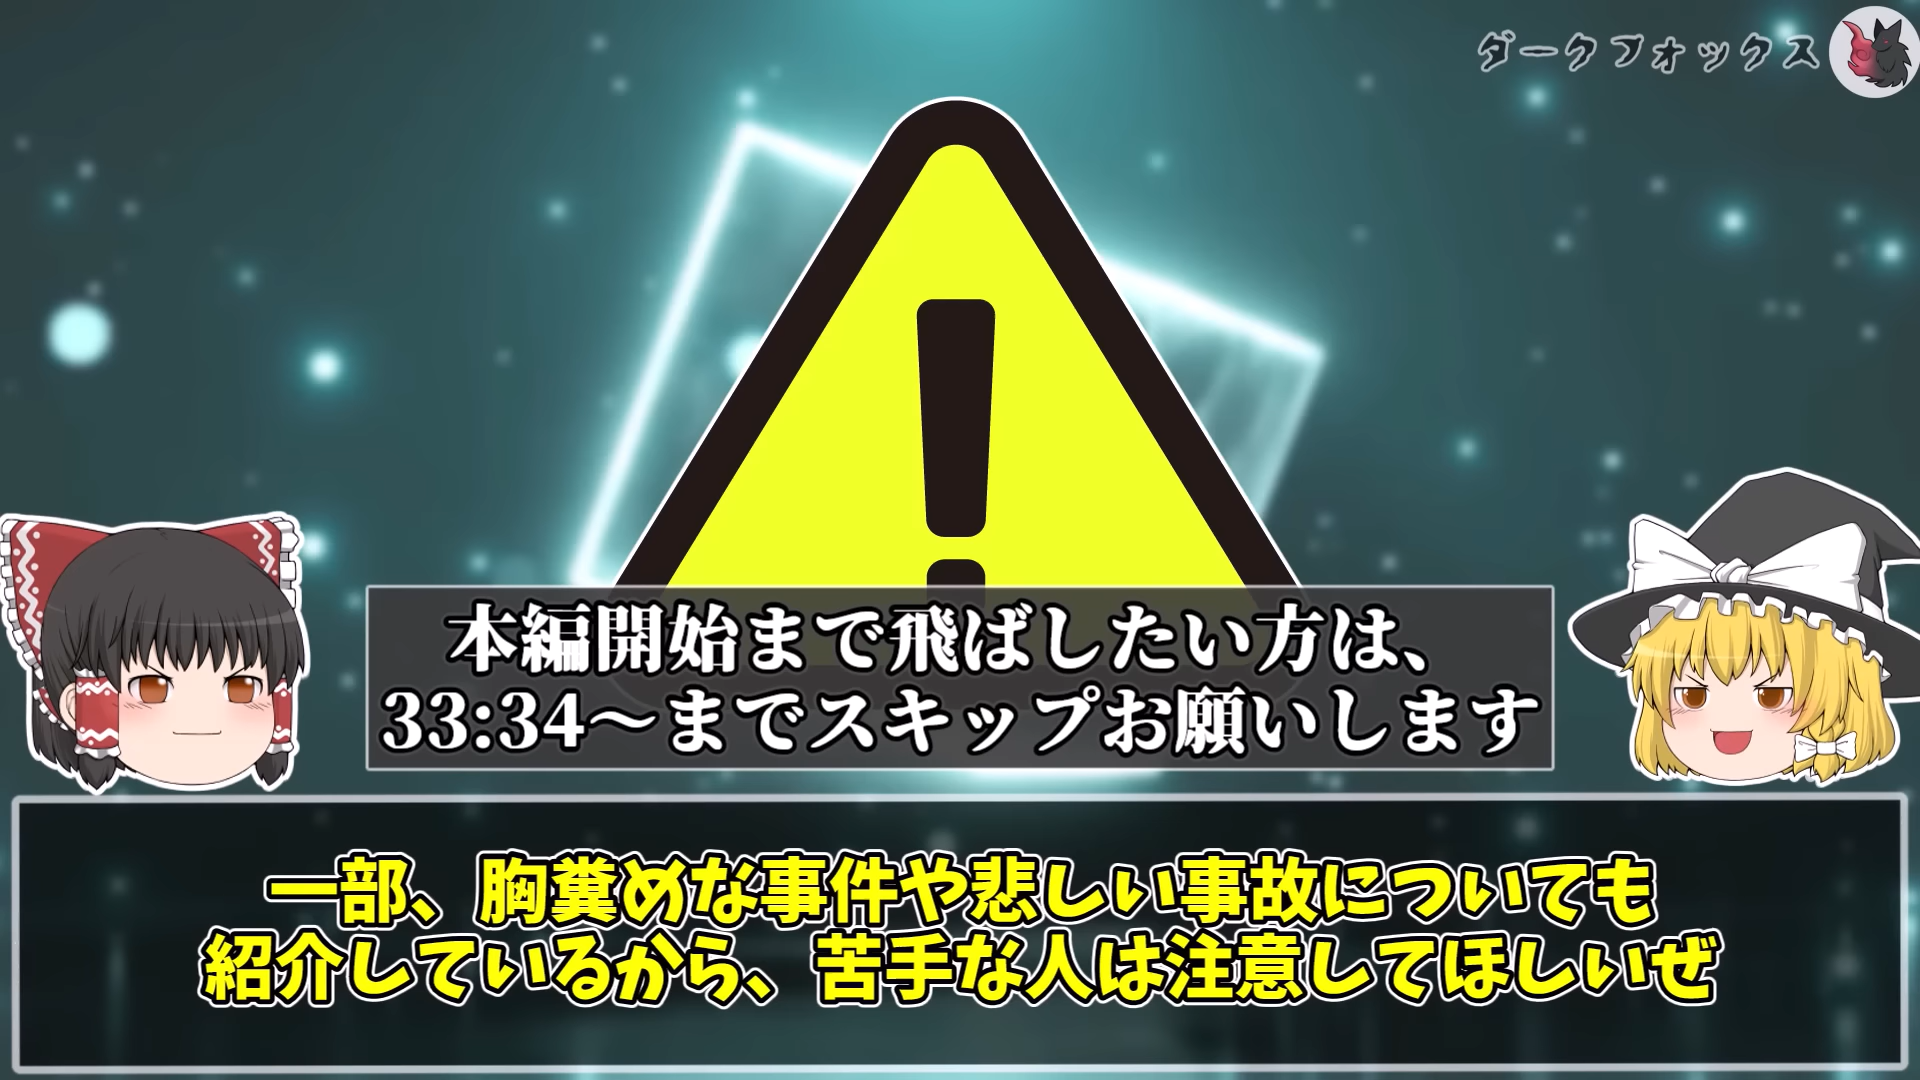 ダークフォックス
本編開始まで飛ばしたい方は、
33:34～までスキップお願いします
一部、胸糞めな事件や悲しい事故についても
紹介しているから、苦手な人は注意してほしいぜ